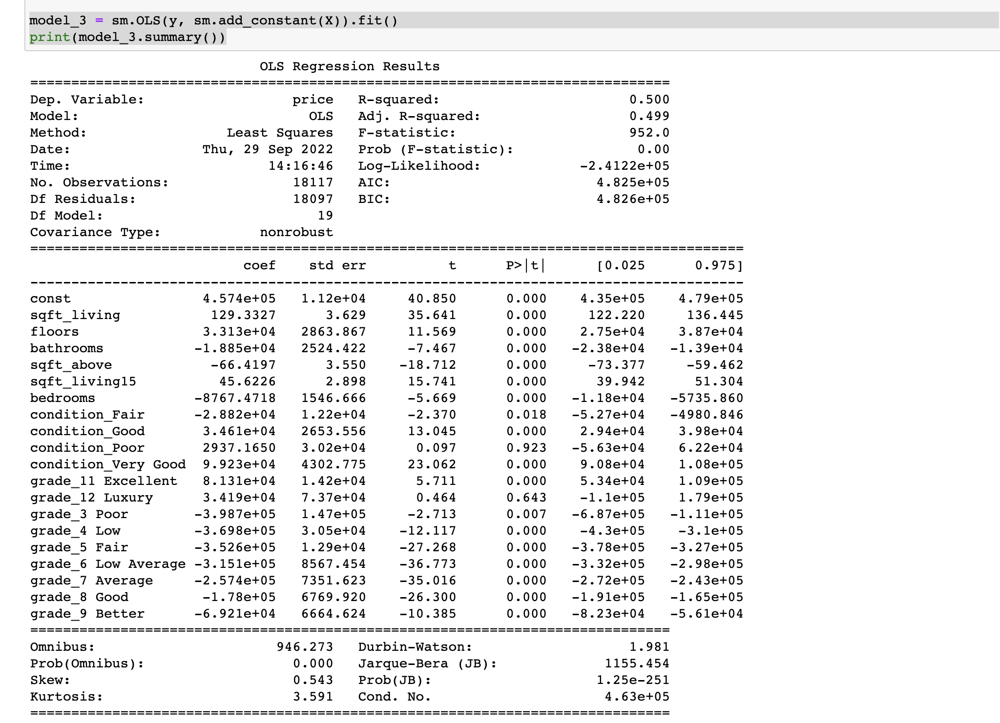 model_3 = sm.OLS(y, sm.add_constant(X)).fit()
print(model_3.summary())
OLS Regression Results
==============================================================================
Dep. Variable: price R-squared: 0.500
Model: OLS Adj. R-squared: 0.499
Method: Least Squares F-statistic: 952.0
Date: Thu, 29 Sep 2022 Prob (F-statistic): 0.00
Time: 14:16:46 Log-Likelihood: -2.4122e+05
No. Observations: 18117 AIC: 4.825e+05
Df Residuals: 18097 BIC: 4.826e+05
Df Model: 19
Covariance Type: nonrobust
=======================================================================================
coef std err t P>|t| [0.025 0.975]
---------------------------------------------------------------------------------------
const 4.574e+05 1.12e+04 40.850 0.000 4.35e+05 4.79e+05
sqft_living 129.3327 3.629 35.641 0.000 122.220 136.445
floors 3.313e+04 2863.867 11.569 0.000 2.75e+04 3.87e+04
bathrooms -1.885e+04 2524.422 -7.467 0.000 -2.38e+04 -1.39e+04
sqft_above -66.4197 3.550 -18.712 0.000 -73.377 -59.462
sqft_living15 45.6226 2.898 15.741 0.000 39.942 51.304
bedrooms -8767.4718 1546.666 -5.669 0.000 -1.18e+04 -5735.860
condition_Fair -2.882e+04 1.22e+04 -2.370 0.018 -5.27e+04 -4980.846
condition_Good 3.461e+04 2653.556 13.045 0.000 2.94e+04 3.98e+04
condition_Poor 2937.1650 3.02e+04 0.097 0.923 -5.63e+04 6.22e+04
condition_Very Good 9.923e+04 4302.775 23.062 0.000 9.08e+04 1.08e+05
grade_11 Excellent 8.131e+04 1.42e+04 5.711 0.000 5.34e+04 1.09e+05
grade_12 Luxury 3.419e+04 7.37e+04 0.464 0.643 -1.1e+05 1.79e+05
grade_3 Poor -3.987e+05 1.47e+05 -2.713 0.007 -6.87e+05 -1.11e+05
grade_4 Low -3.698e+05 3.05e+04 -12.117 0.000 -4.3e+05 -3.1e+05
grade_5 Fair -3.526e+05 1.29e+04 -27.268 0.000 -3.78e+05 -3.27e+05
grade_6 Low Average -3.151e+05 8567.454 -36.773 0.000 -3.32e+05 -2.98e+05
grade_7 Average -2.574e+05 7351.623 -35.016 0.000 -2.72e+05 -2.43e+05
grade_8 Good -1.78e+05 6769.920 -26.300 0.000 -1.91e+05 -1.65e+05
grade_9 Better -6.921e+04 6664.624 -10.385 0.000 -8.23e+04 -5.61e+04
==============================================================================
Omnibus: 946.273 Durbin-Watson: 1.981
Prob(Omnibus): 0.000 Jarque-Bera (JB): 1155.454
Skew: 0.543 Prob(JB): 1.25e-251
Kurtosis: 3.591 Cond. No. 4.63e+05
==============================================================================